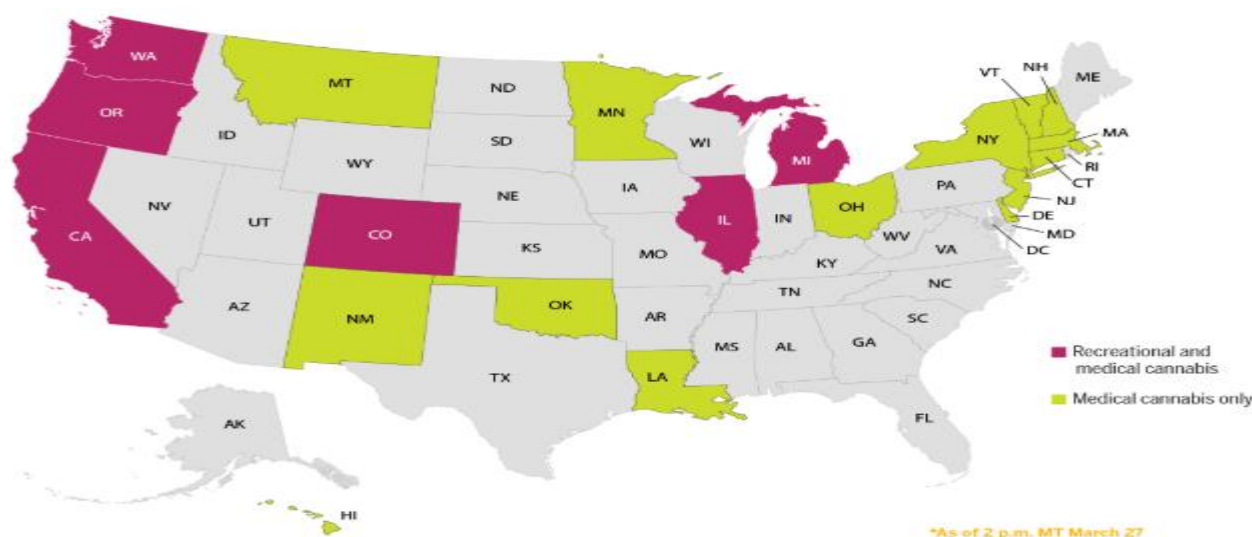 WA
MT
ND
MN
VT
NH
ME
OR
ID
SD
WI
MI
NY
MA
RI
CT
WY
IA
PA
NJ
NE
NV
UT
CO
IL
IN
OH
DE
MD
DC
WV
VA
CA
KS
MO
KY
NC
TN
AZ
NM
OK
AR
SC
MS
AL
GA
TX
LA
FL
AK
HI
Recreational and
medical cannabis
Medical cannabis only
*As of 2 p.m. MT March 27